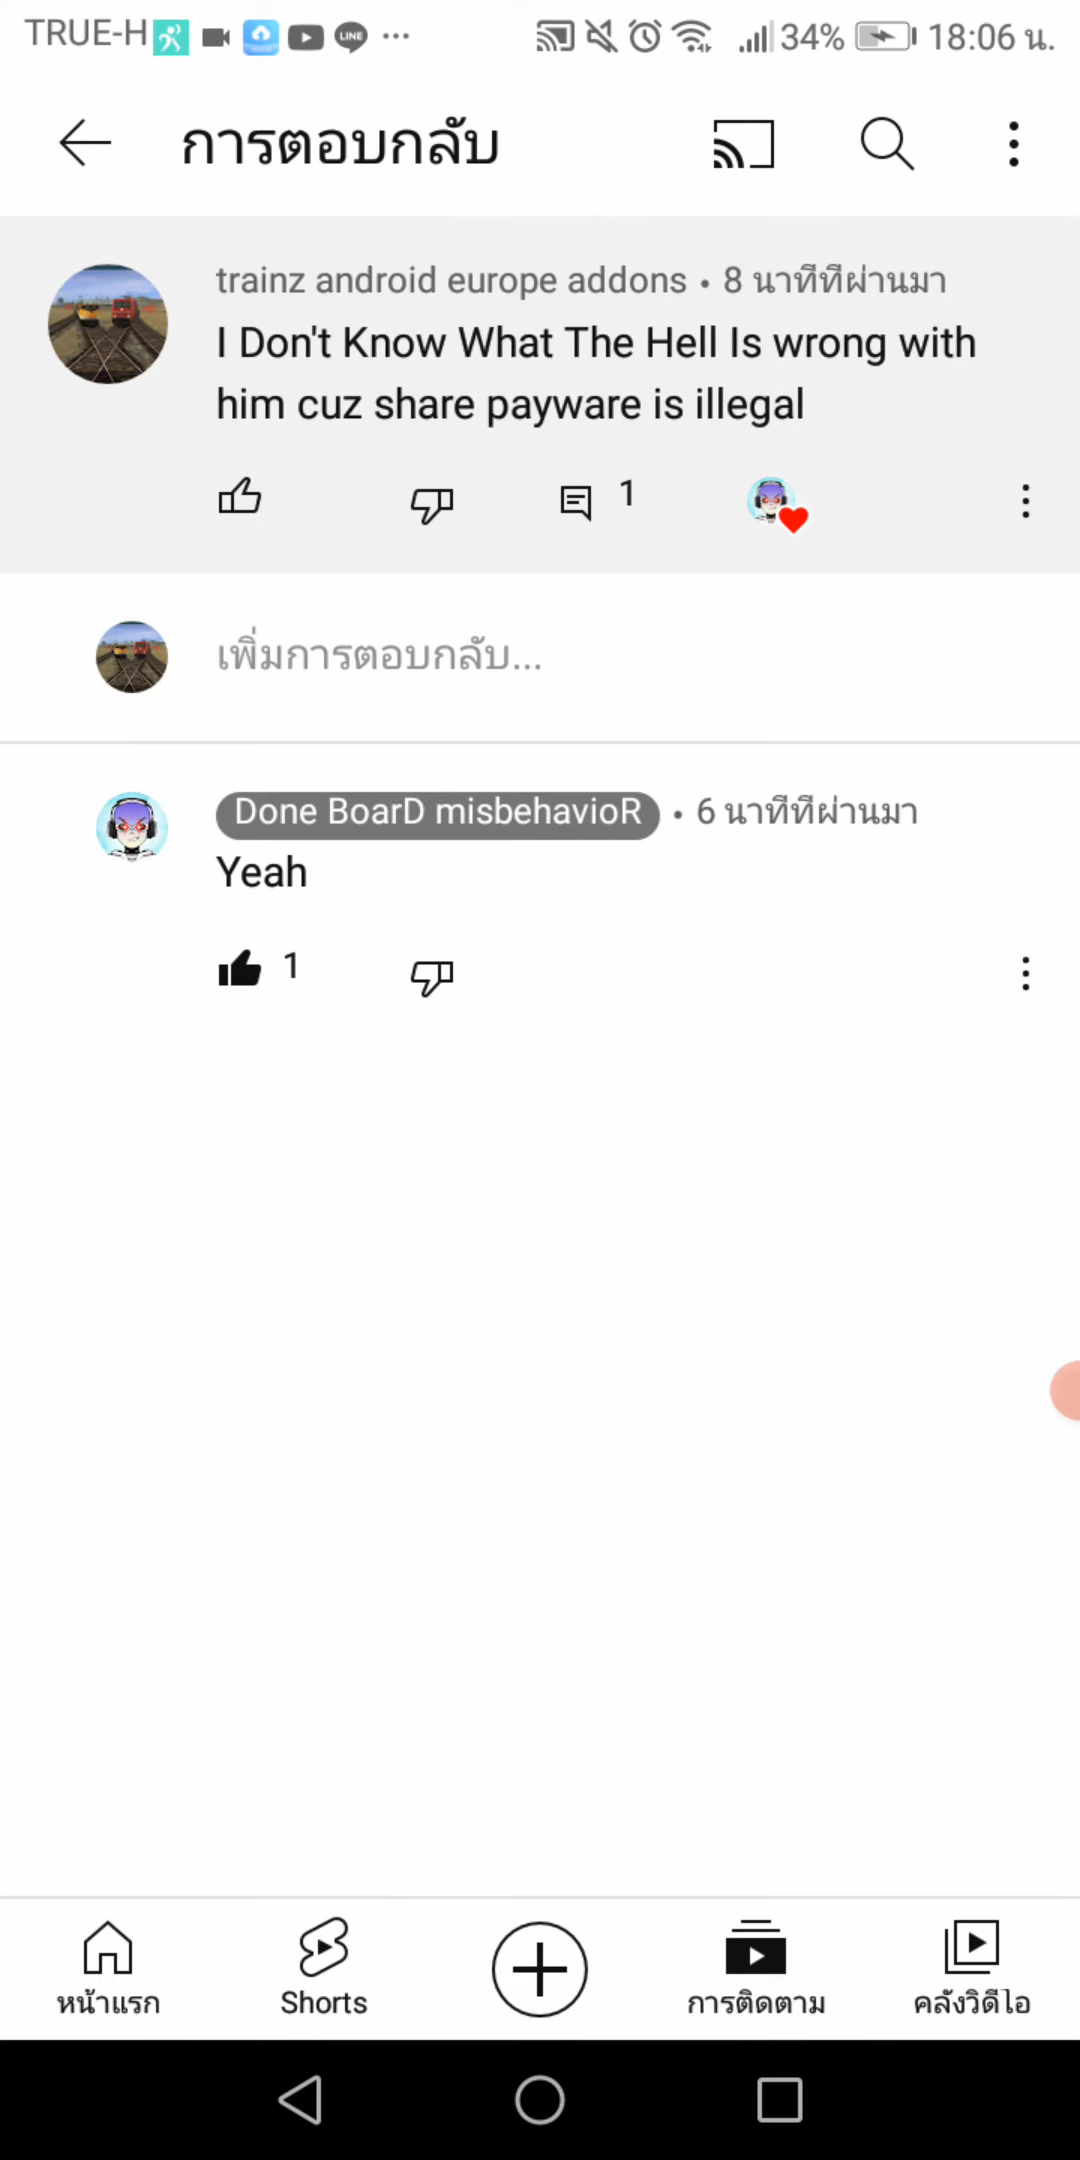 TRUE-H LINE ... 34% 18:06 น.
การตอบกลับ
trainz android europe addons • 8 นาทีที่ผ่านมา
I Don't Know What The Hell Is wrong with
him cuz share payware is illegal
1
เพิ่มการตอบกลับ...
Done BoarD misbehavioR • 6 นาทีที่ผ่านมา
Yeah
1
หน้าแรก Shorts การติดตาม คลังวิดีโอ